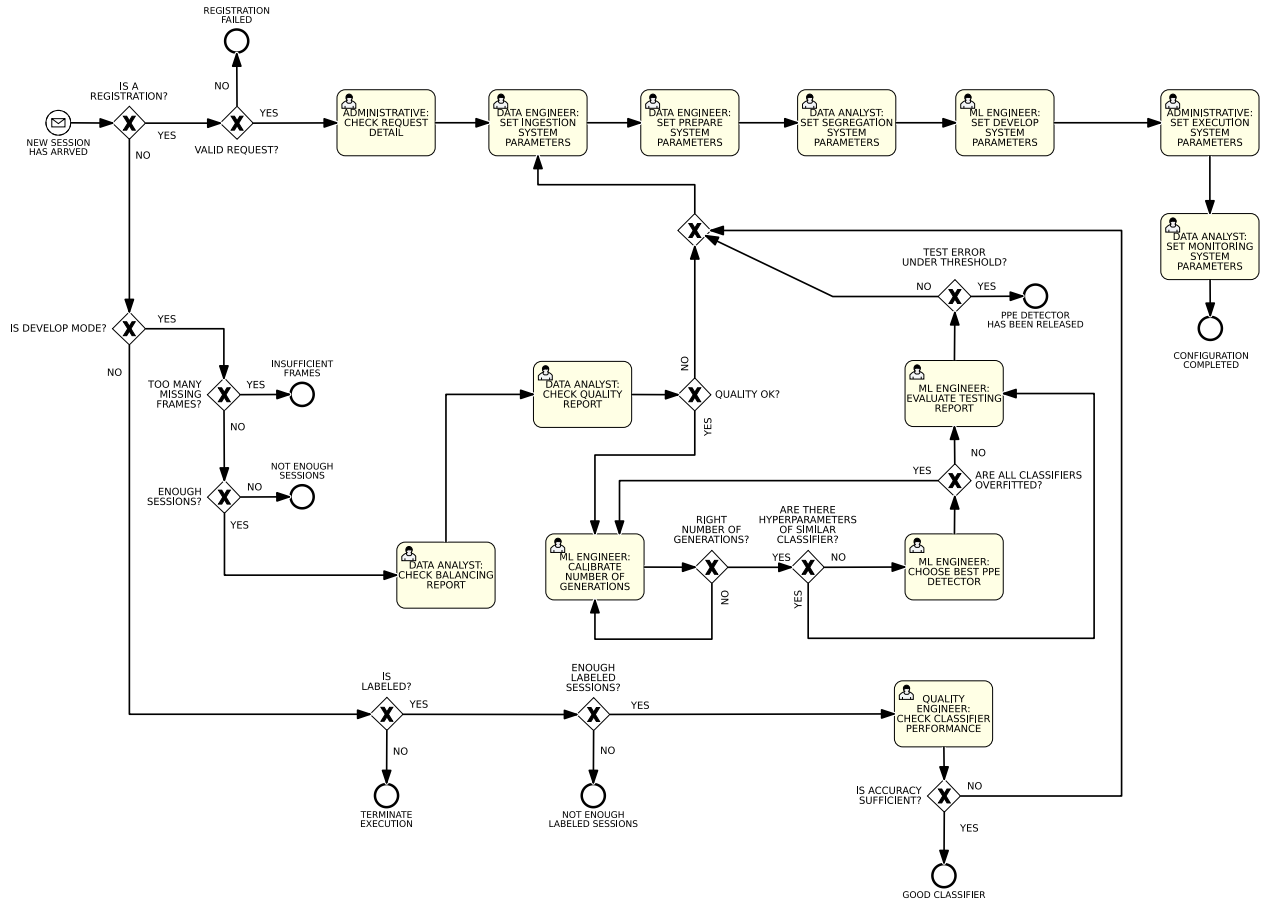 REGISTRATION
FAILED
IS A
REGISTRATION?
NO
YES
YES
NO
VALID REQUEST?
NEW SESSION
HAS ARRVED
ADMINISTRATIVE:
CHECK REQUEST
DETAIL
DATA ENGINEER:
SET INGESTION
SYSTEM
PARAMETERS
DATA ENGINEER:
SET PREPARE
SYSTEM
PARAMETERS
DATA ANALYST:
SET SEGREGATION
SYSTEM
PARAMETERS
ML ENGINEER:
SET DEVELOP
SYSTEM
PARAMETERS
ADMINISTRATIVE:
SET EXECUTION
SYSTEM
PARAMETERS
DATA ANALYST:
SET MONITORING
SYSTEM
PARAMETERS
CONFIGURATION
COMPLETED
TEST ERROR
UNDER THRESHOLD?
NO
YES
PPE DETECTOR
HAS BEEN RELEASED
IS DEVELOP MODE?
YES
NO
TOO MANY
MISSING
FRAMES?
YES
INSUFFICIENT
FRAMES
NO
ENOUGH
SESSIONS?
NO
NOT ENOUGH
SESSIONS
YES
DATA ANALYST:
CHECK QUALITY
REPORT
NO
QUALITY OK?
YES
ML ENGINEER:
EVALUATE TESTING
REPORT
NO
YES
ARE ALL CLASSIFIERS
OVERFITTED?
DATA ANALYST:
CHECK BALANCING
REPORT
ML ENGINEER:
CALIBRATE
NUMBER OF
GENERATIONS
RIGHT
NUMBER OF
GENERATIONS?
YES
NO
ARE THERE
HYPERPARAMETERS
OF SIMILAR
CLASSIFIER?
NO
YES
ML ENGINEER:
CHOOSE BEST PPE
DETECTOR
IS
LABELED?
YES
NO
TERMINATE
EXECUTION
ENOUGH
LABELED
SESSIONS?
YES
NO
NOT ENOUGH
LABELED SESSIONS
QUALITY
ENGINEER:
CHECK CLASSIFIER
PERFORMANCE
IS ACCURACY
SUFFICIENT?
NO
YES
GOOD CLASSIFIER